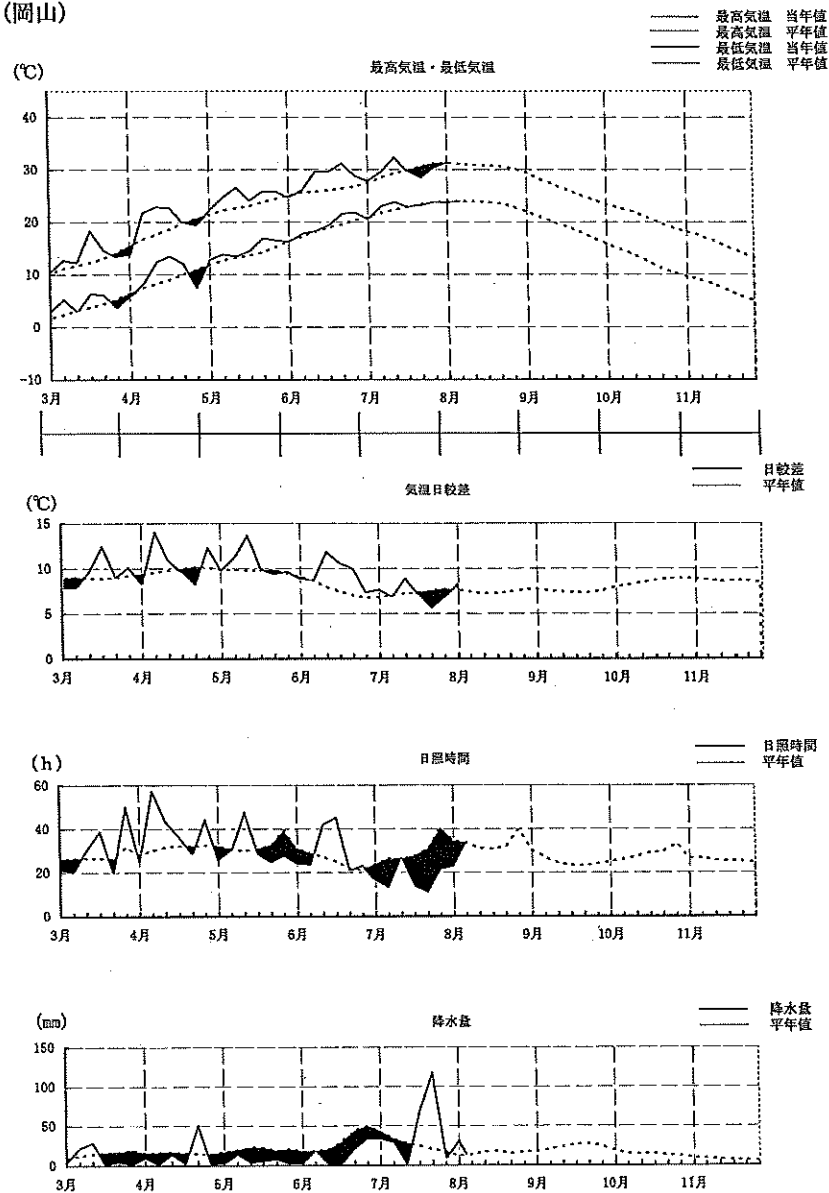 (岡山)
最高気温 当年値
最高気温 平年値
最低気温 当年値
最低気温 平年値
(℃)
最高気温・最低気温
40
30
20
10
0
-10
3月 4月 5月 6月 7月 8月 9月 10月 11月
日較差
平年値
(℃)
気温日較差
15
10
5
0
3月 4月 5月 6月 7月 8月 9月 10月 11月
日照時間
平年値
(h)
日照時間
60
40
20
0
3月 4月 5月 6月 7月 8月 9月 10月 11月
降水量
平年値
(mm)
降水量
150
100
50
0
3月 4月 5月 6月 7月 8月 9月 10月 11月